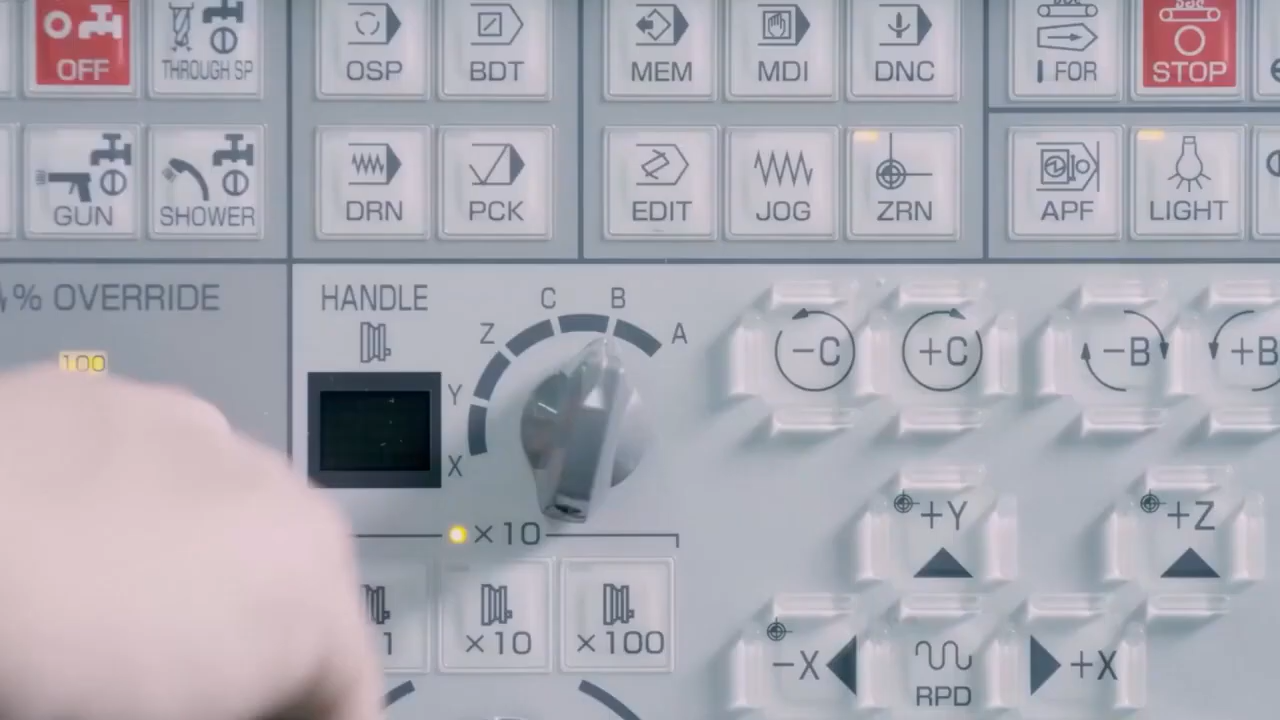 OFF THROUGH SP OSP BDT MEM MDI DNC FOR STOP
GUN SHOWER DRN PCK EDIT JOG ZRN APF LIGHT
% OVERRIDE
100
HANDLE
C B
Z A
Y
X
×10
1 ×10 ×100
−C +C −B +B
+Y +Z
−X RPD +X